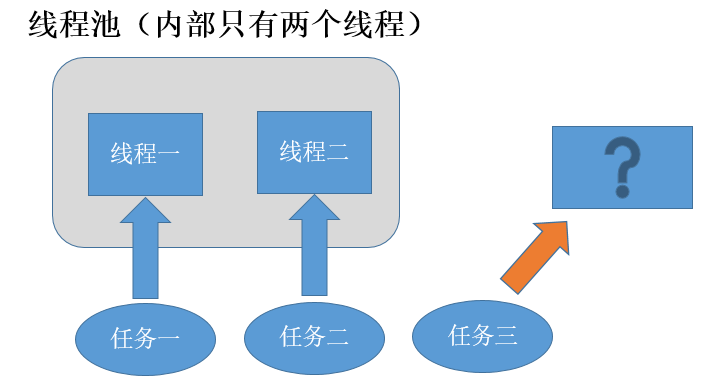 线程池（内部只有两个线程）
线程一
线程二
?
任务一
任务二
任务三